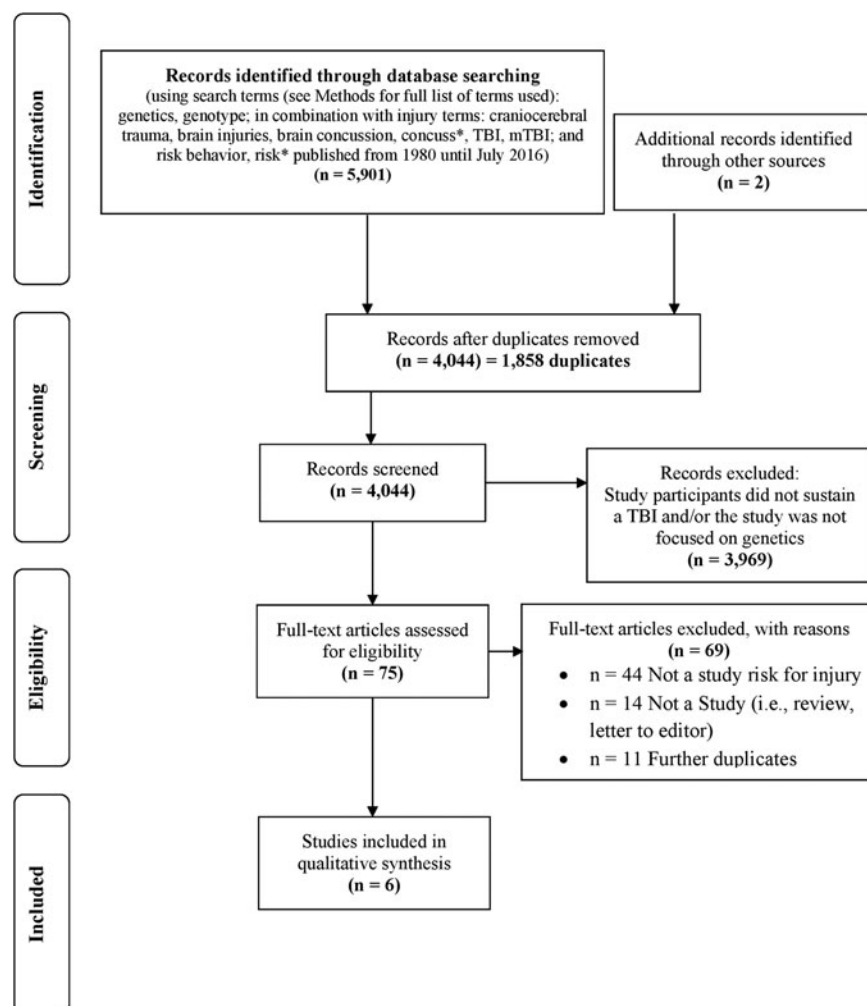 Identification
Records identified through database searching
(using search terms (see Methods for full list of terms used):
genetics, genotype; in combination with injury terms: craniocerebral
trauma, brain injuries, brain concussion, concuss*, TBI, mTBI; and
risk behavior, risk* published from 1980 until July 2016)
(n = 5,901)
Additional records identified
through other sources
(n = 2)
Screening
Records after duplicates removed
(n = 4,044) = 1,858 duplicates
Records screened
(n = 4,044)
Records excluded:
Study participants did not sustain
a TBI and/or the study was not
focused on genetics
(n = 3,969)
Eligibility
Full-text articles assessed
for eligibility
(n = 75)
Full-text articles excluded, with reasons
(n = 69)
• n = 44 Not a study risk for injury
• n = 14 Not a Study (i.e., review,
letter to editor)
• n = 11 Further duplicates
Included
Studies included in
qualitative synthesis
(n = 6)